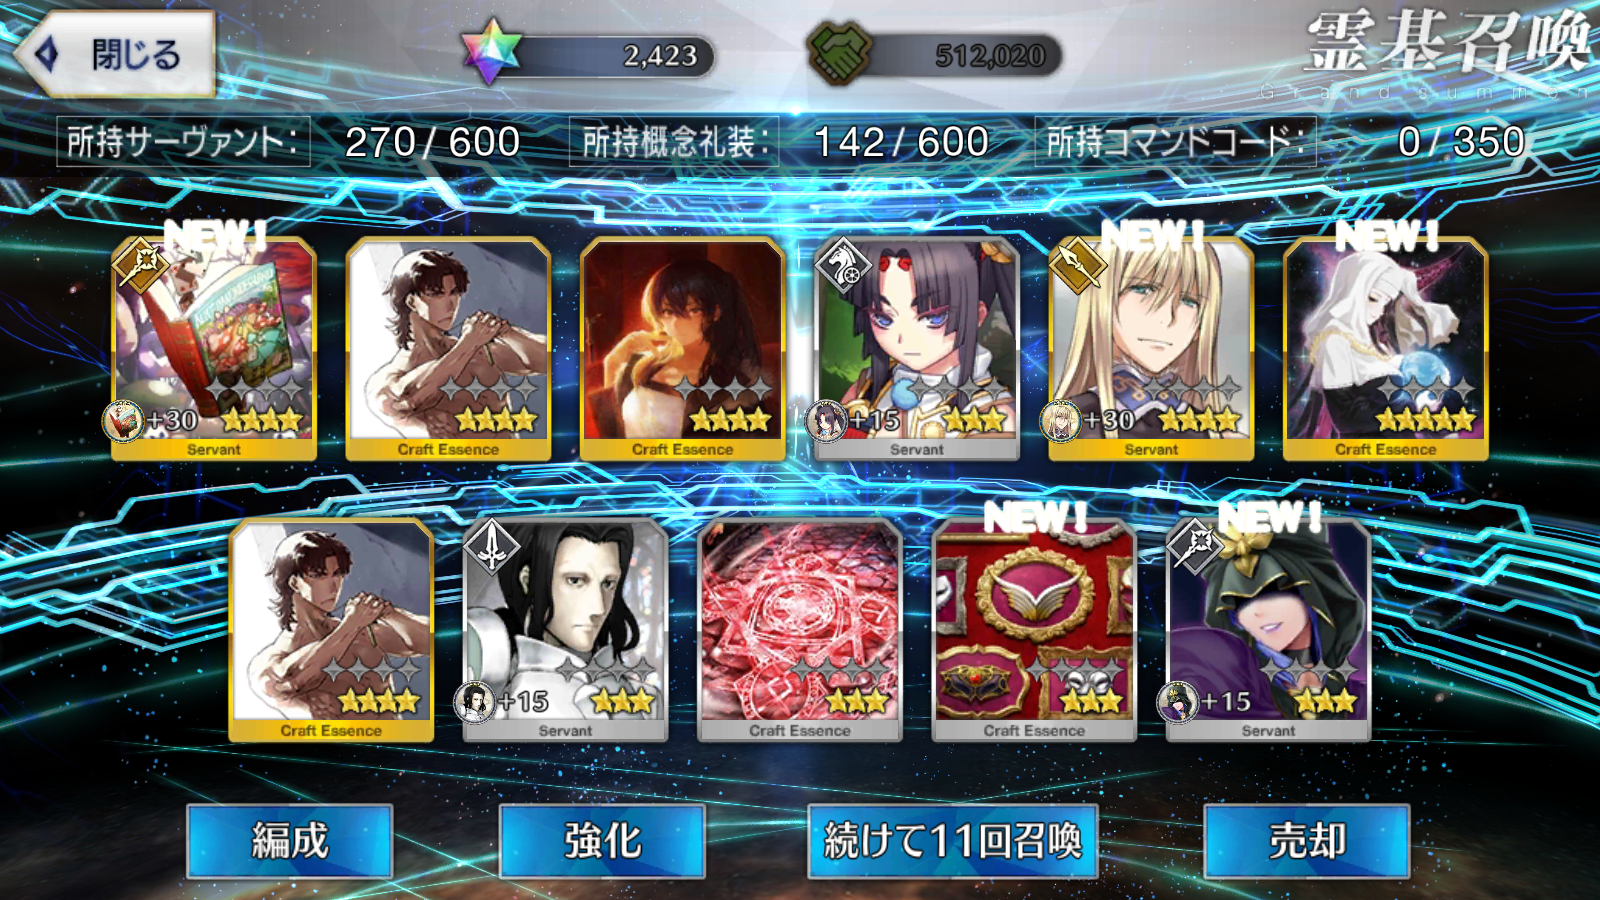 閉じる
2,423
512,020
霊基召喚
Grand summon
所持サーヴァント:
270 / 600
所持概念礼装:
142 / 600
所持コマンドコード:
0 / 350
NEW!
NEW!
NEW!
+30
+15
+30
Servant
Craft Essence
Craft Essence
Servant
Servant
Craft Essence
NEW!
NEW!
+15
+15
Craft Essence
Servant
Craft Essence
Craft Essence
Servant
編成
強化
続けて11回召喚
売却